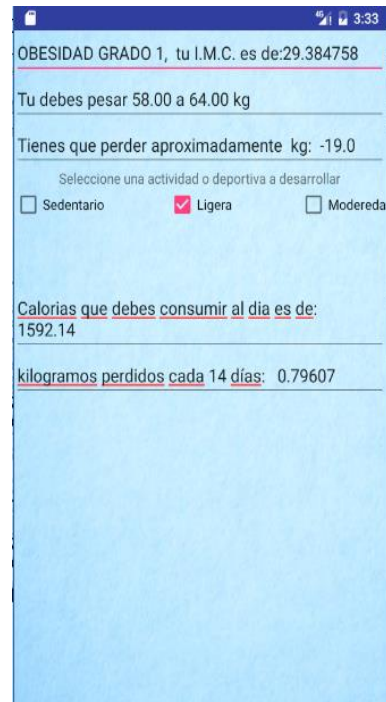 4G 3:33
OBESIDAD GRADO 1, tu I.M.C. es de:29.384758
Tu debes pesar 58.00 a 64.00 kg
Tienes que perder aproximadamente kg: -19.0
Seleccione una actividad o deportiva a desarrollar
Sedentario Ligera Modereda
Calorias que debes consumir al dia es de:
1592.14
kilogramos perdidos cada 14 días: 0.79607